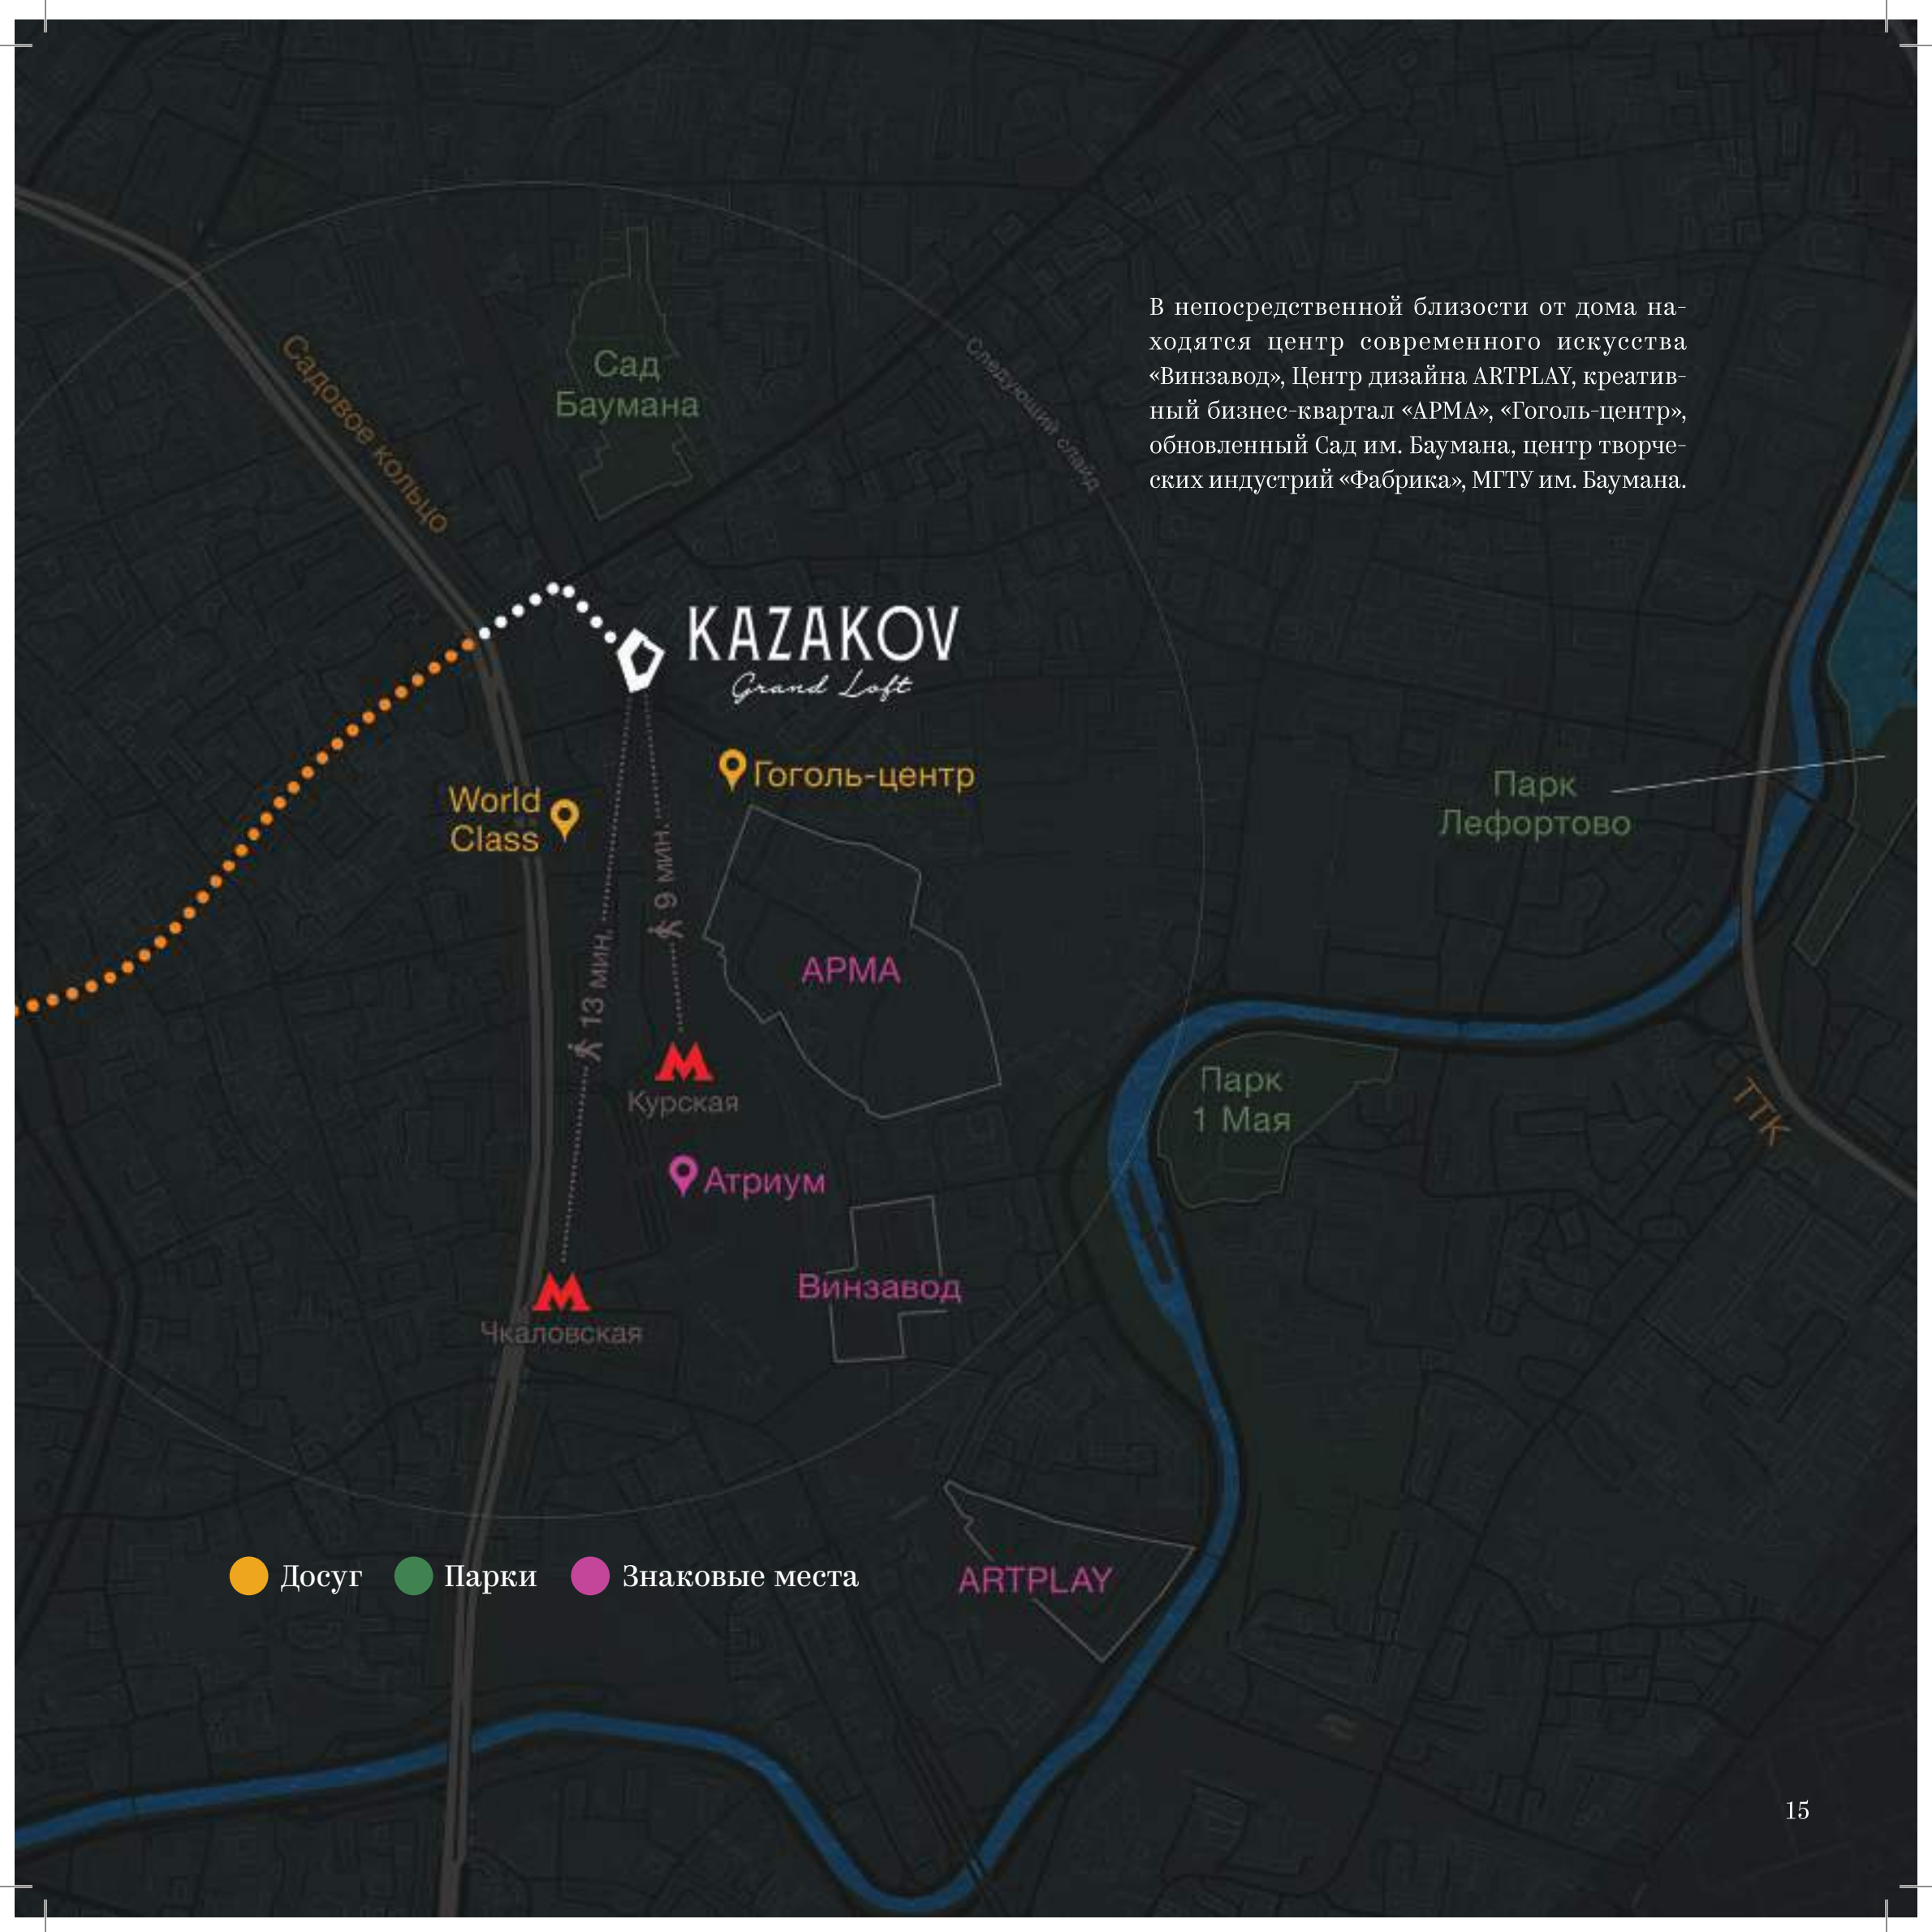 В непосредственной близости от дома на-
ходятся центр современного искусства
«Винзавод», Центр дизайна ARTPLAY, креатив-
ный бизнес-квартал «АРМА», «Гоголь-центр»,
обновленный Сад им. Баумана, центр творче-
ских индустрий «Фабрика», МГТУ им. Баумана.
Садовое кольцо
Сад
Баумана
Следующий слайд
KAZAKOV
Grand Loft
Гоголь-центр
World
Class
Парк
Лефортово
9 мин.
13 мин.
АРМА
Курская
Парк
1 Мая
ТТК
Атриум
Винзавод
Чкаловская
ARTPLAY
Досуг
Парки
Знаковые места
15